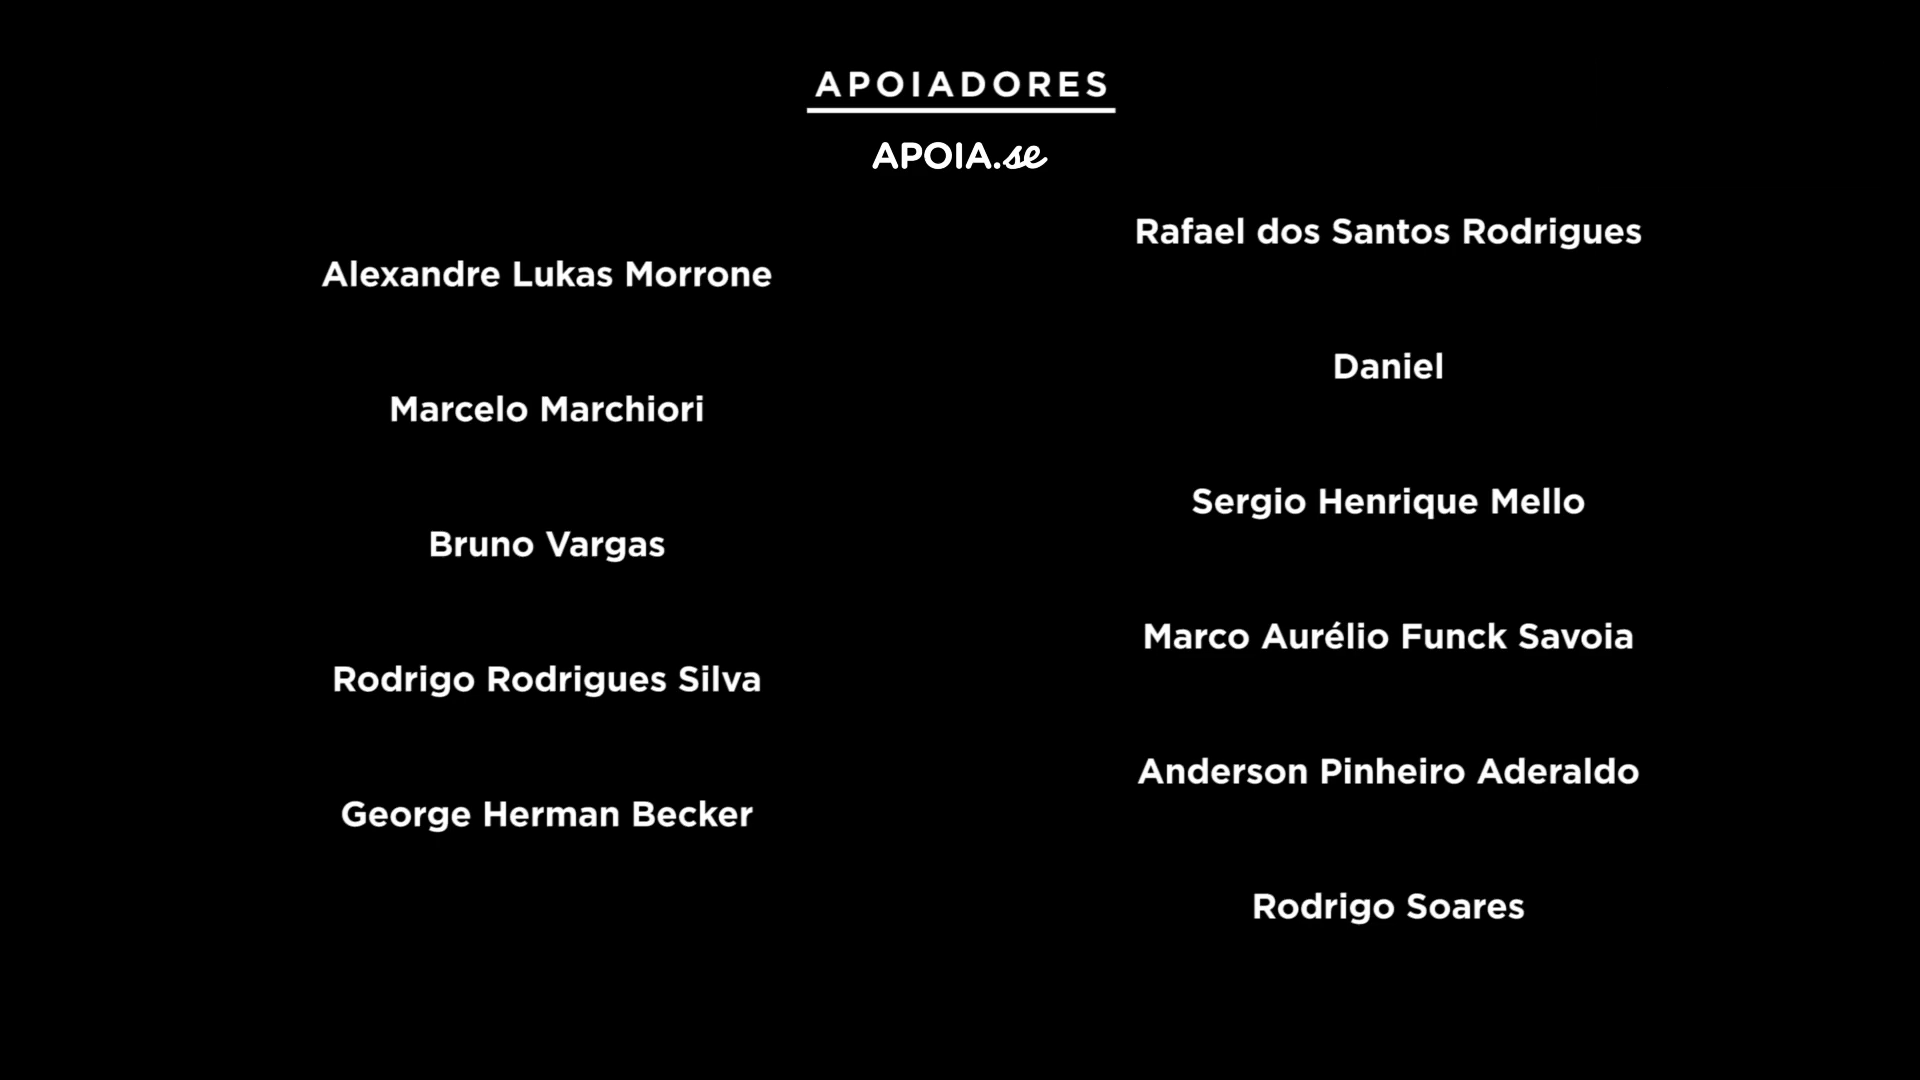 APOIADORES
APOIA.se
Alexandre Lukas Morrone
Marcelo Marchiori
Bruno Vargas
Rodrigo Rodrigues Silva
George Herman Becker
Rafael dos Santos Rodrigues
Daniel
Sergio Henrique Mello
Marco Aurélio Funck Savoia
Anderson Pinheiro Aderaldo
Rodrigo Soares